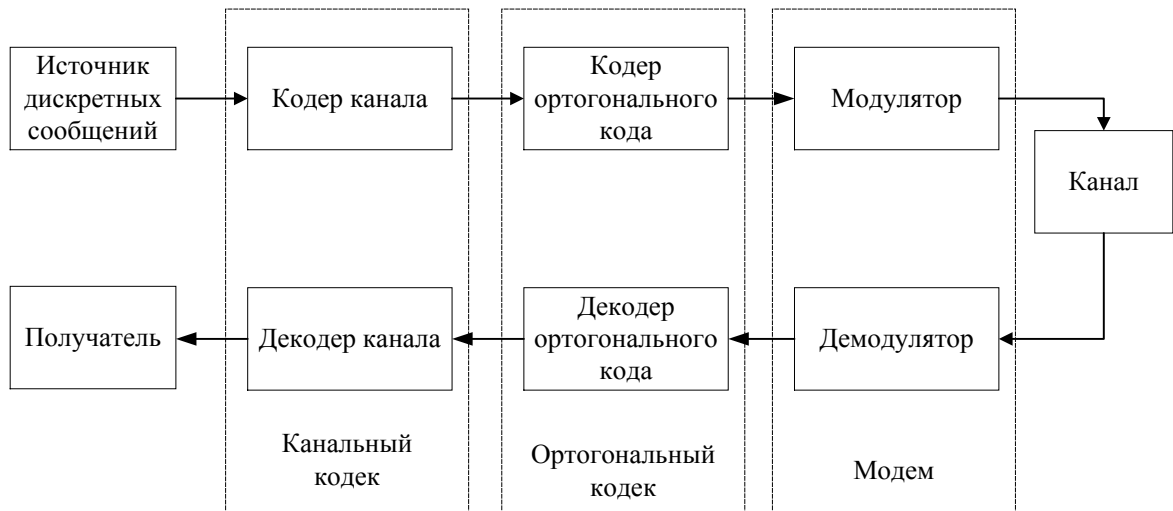 Источник
дискретных
сообщений
Кодер канала
Кодер
ортогонального
кода
Модулятор
Канал
Получатель
Декодер канала
Декодер
ортогонального
кода
Демодулятор
Канальный
кодек
Ортогональный
кодек
Модем